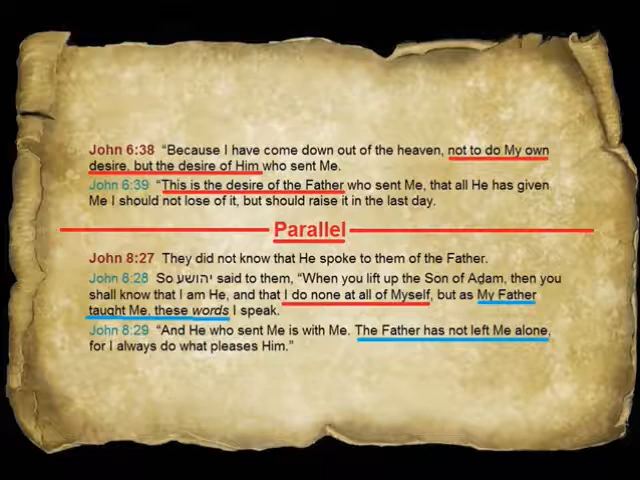 John 6:38 “Because I have come down out of the heaven, not to do My own
desire, but the desire of Him who sent Me.
John 6:39 “This is the desire of the Father who sent Me, that all He has given
Me I should not lose of it, but should raise it in the last day.
Parallel
John 8:27 They did not know that He spoke to them of the Father.
John 8:28 So יהושע said to them, “When you lift up the Son of Aḏam, then you
shall know that I am He, and that I do none at all of Myself, but as My Father
taught Me, these words I speak.
John 8:29 “And He who sent Me is with Me. The Father has not left Me alone,
for I always do what pleases Him.”